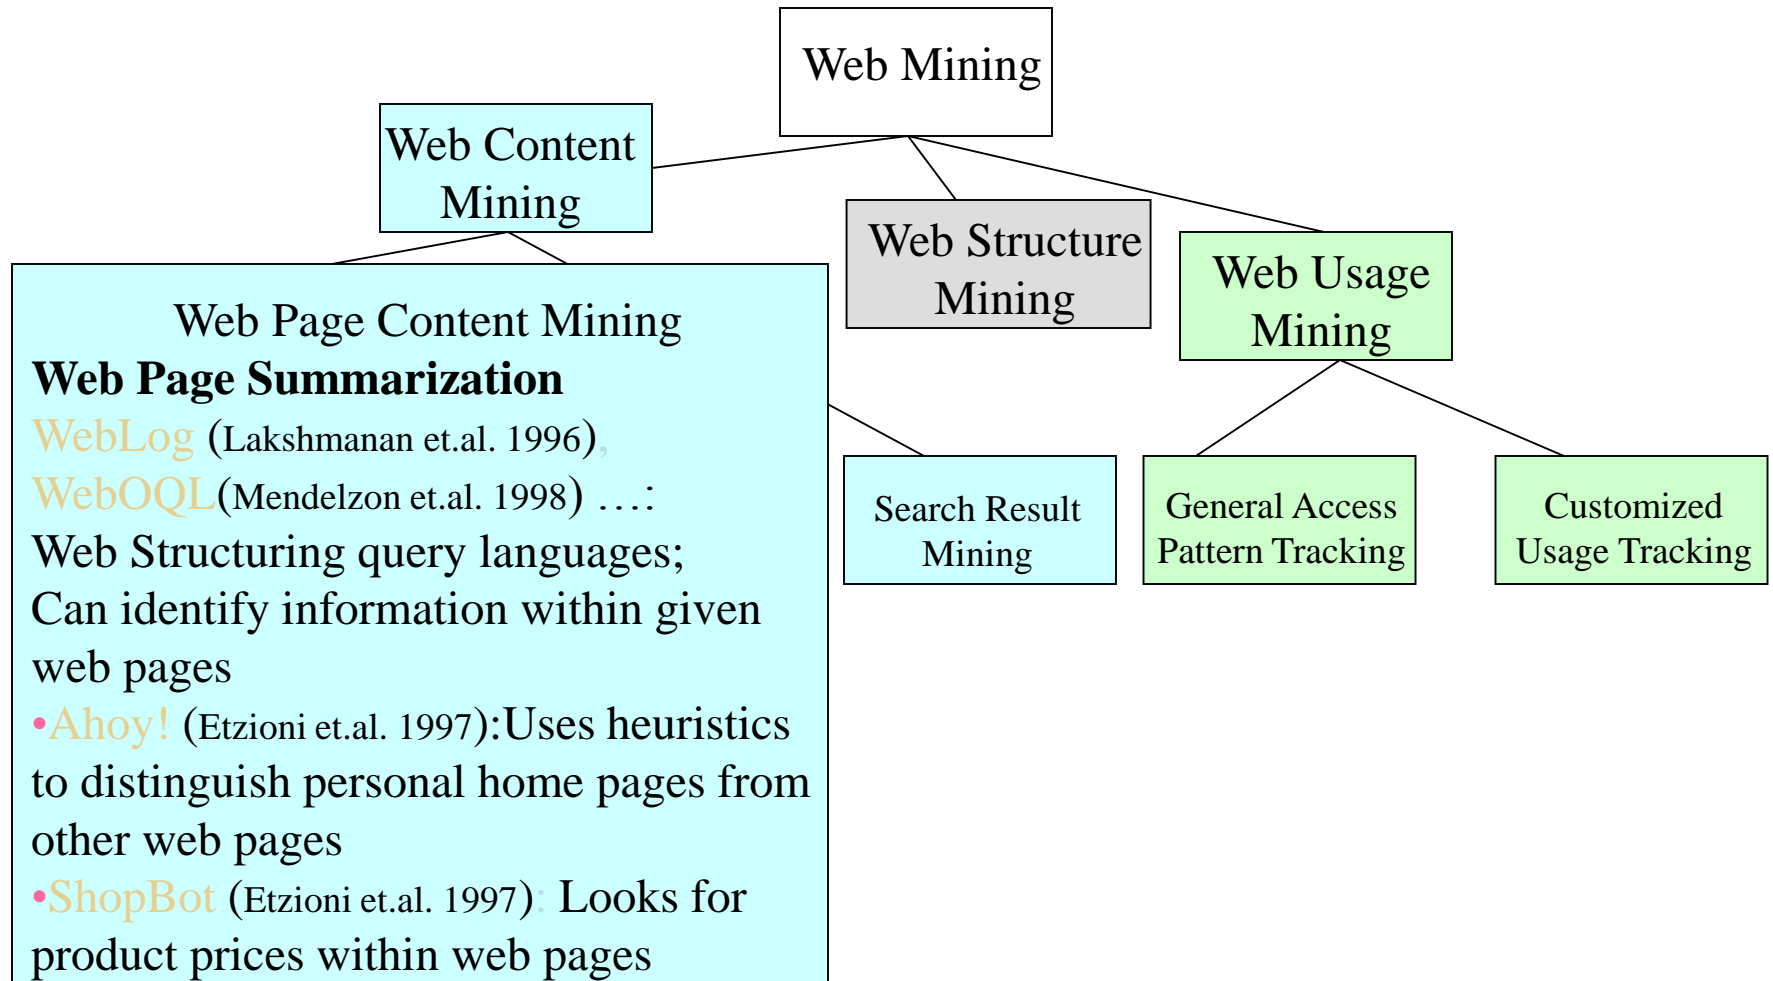 Web Mining
Web Content
Mining
Web Structure
Mining
Web Usage
Mining
Web Page Content Mining
Web Page Summarization
WebLog (Lakshmanan et.al. 1996),
WebOQL(Mendelzon et.al. 1998) ….:
Web Structuring query languages;
Can identify information within given
web pages
•Ahoy! (Etzioni et.al. 1997):Uses heuristics
to distinguish personal home pages from
other web pages
•ShopBot (Etzioni et.al. 1997): Looks for
product prices within web pages
Search Result
Mining
General Access
Pattern Tracking
Customized
Usage Tracking